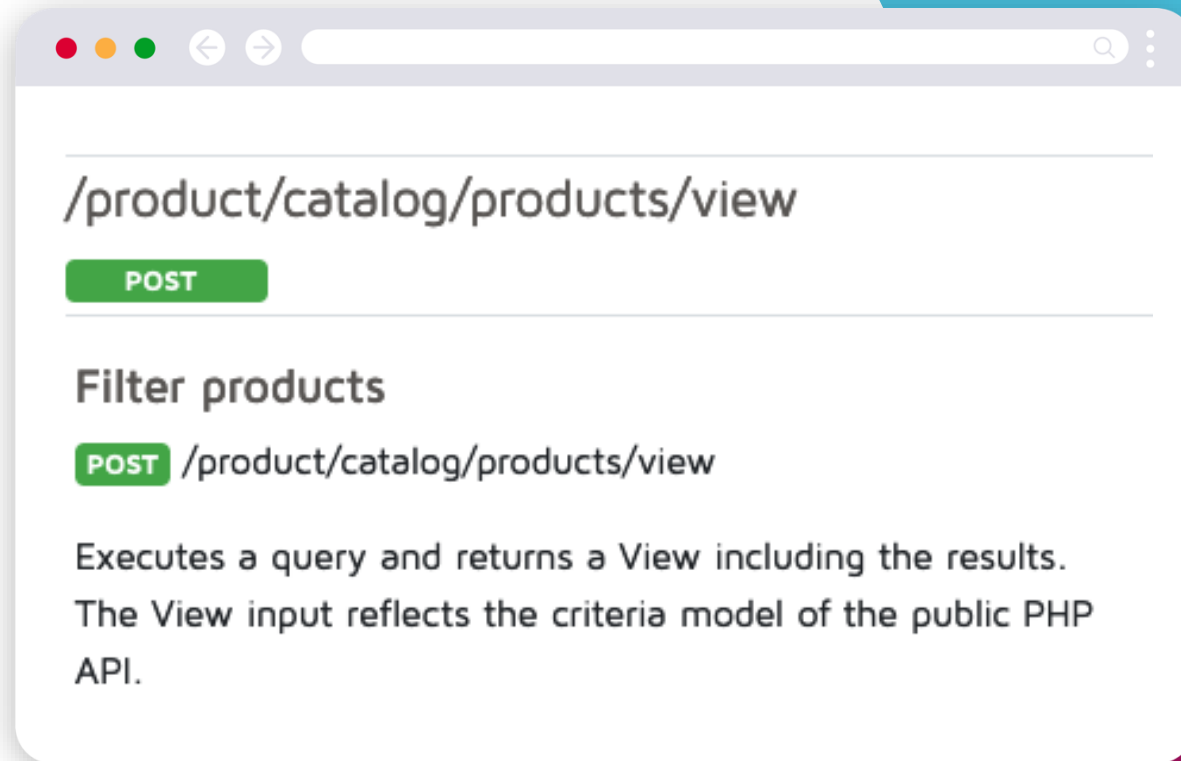 /product/catalog/products/view
POST
Filter products
POST /product/catalog/products/view
Executes a query and returns a View including the results.
The View input reflects the criteria model of the public PHP
API.